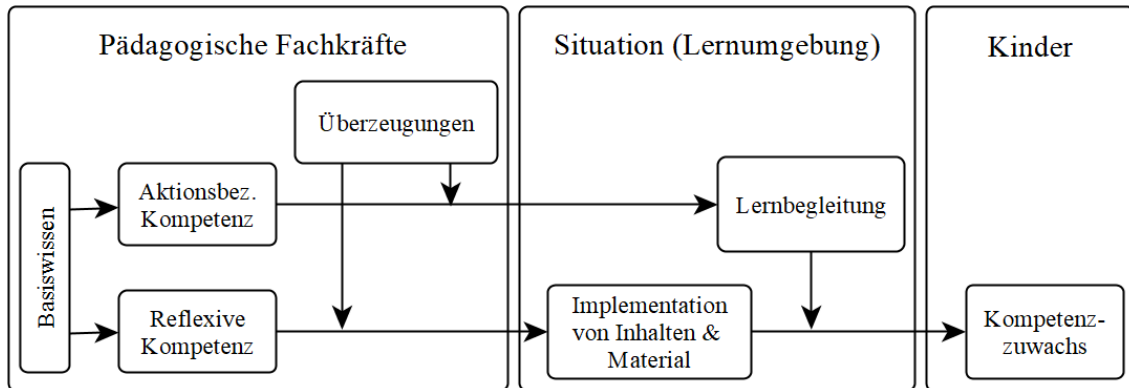 Pädagogische Fachkräfte
Situation (Lernumgebung)
Kinder
Überzeugungen
Basiswissen
Aktionsbez.
Kompetenz
Lernbegleitung
Reflexive
Kompetenz
Implementation
von Inhalten &
Material
Kompetenz-
zuwachs